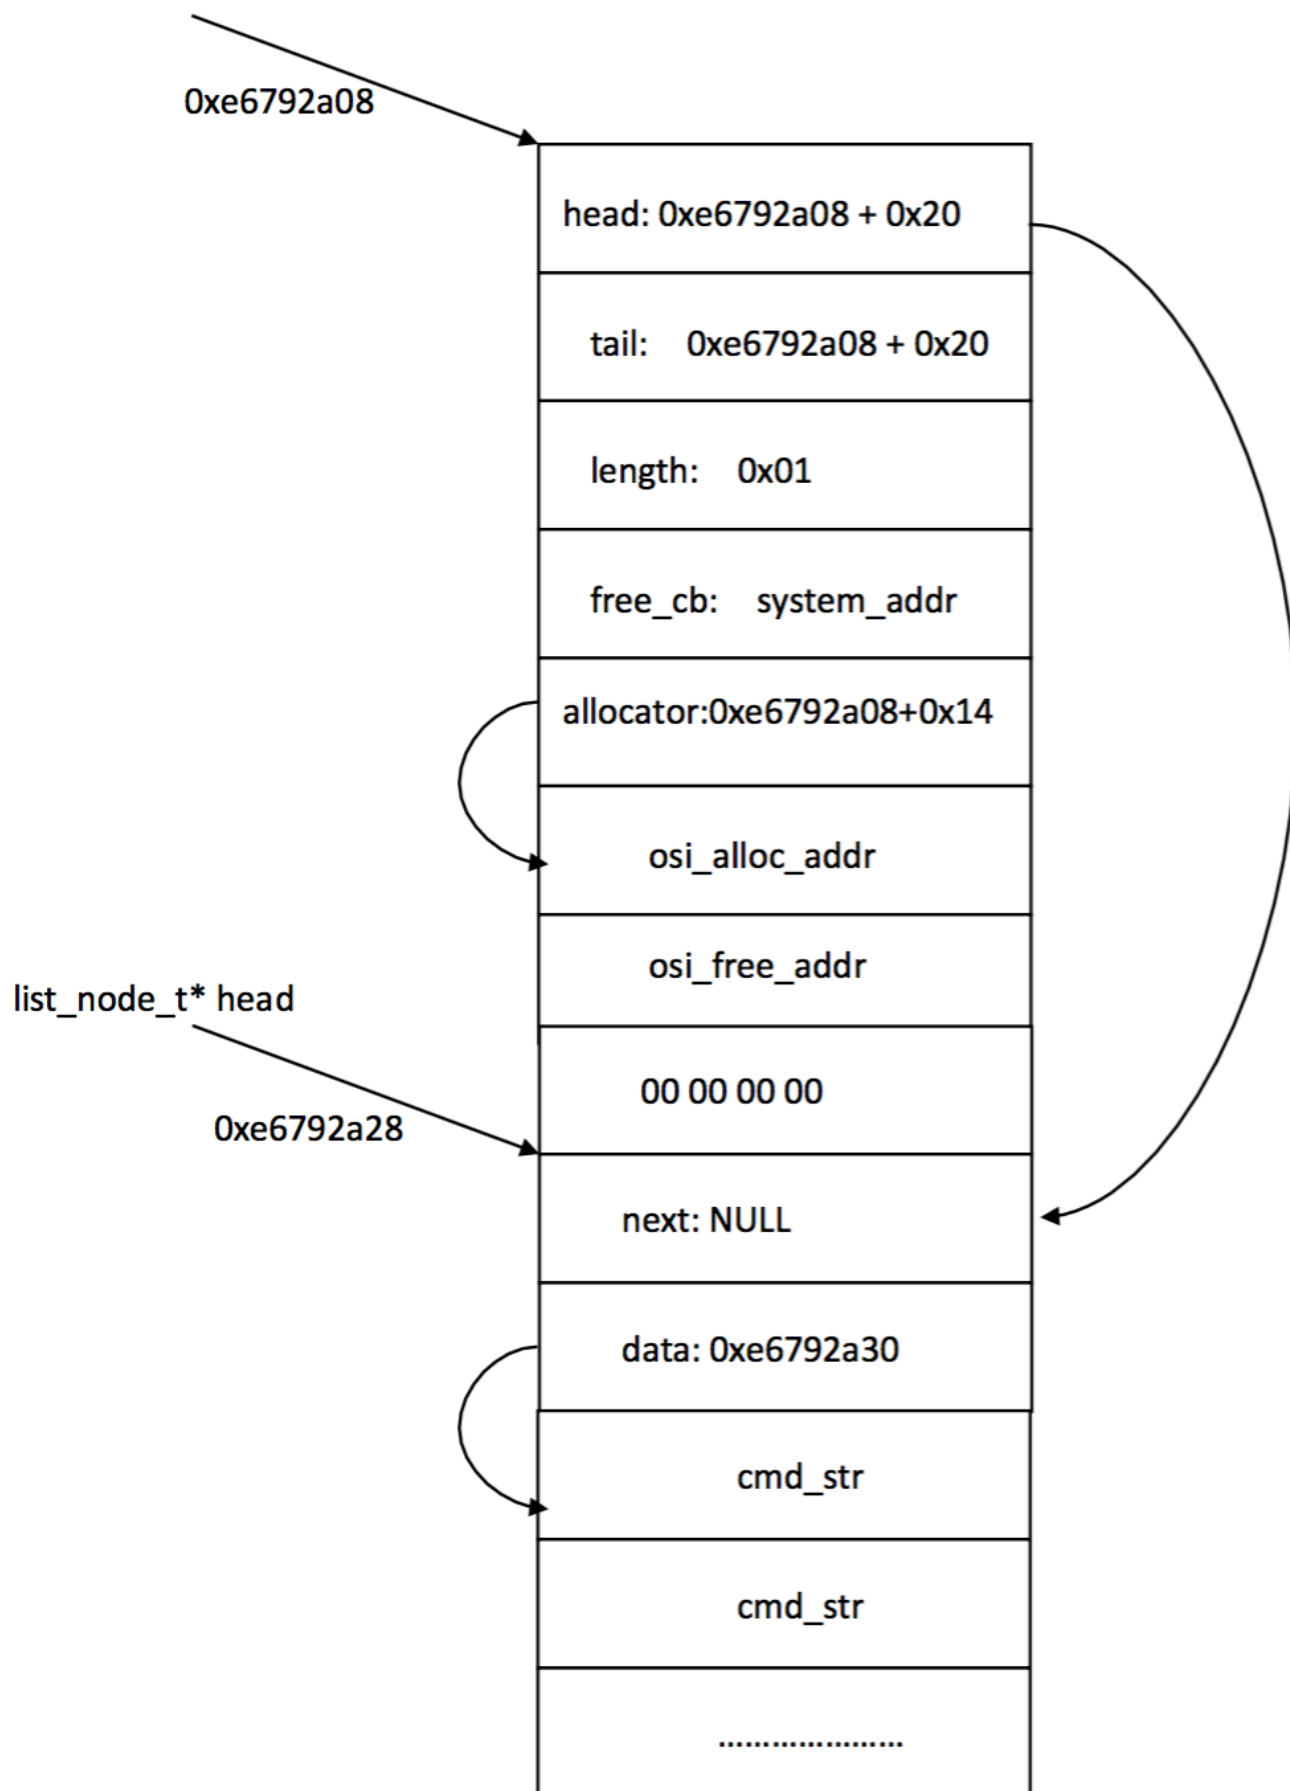 0xe6792a08
head: 0xe6792a08 + 0x20
tail: 0xe6792a08 + 0x20
length: 0x01
free_cb: system_addr
allocator:0xe6792a08+0x14
osi_alloc_addr
osi_free_addr
list_node_t* head
00 00 00 00
0xe6792a28
next: NULL
data: 0xe6792a30
cmd_str
cmd_str
.....................